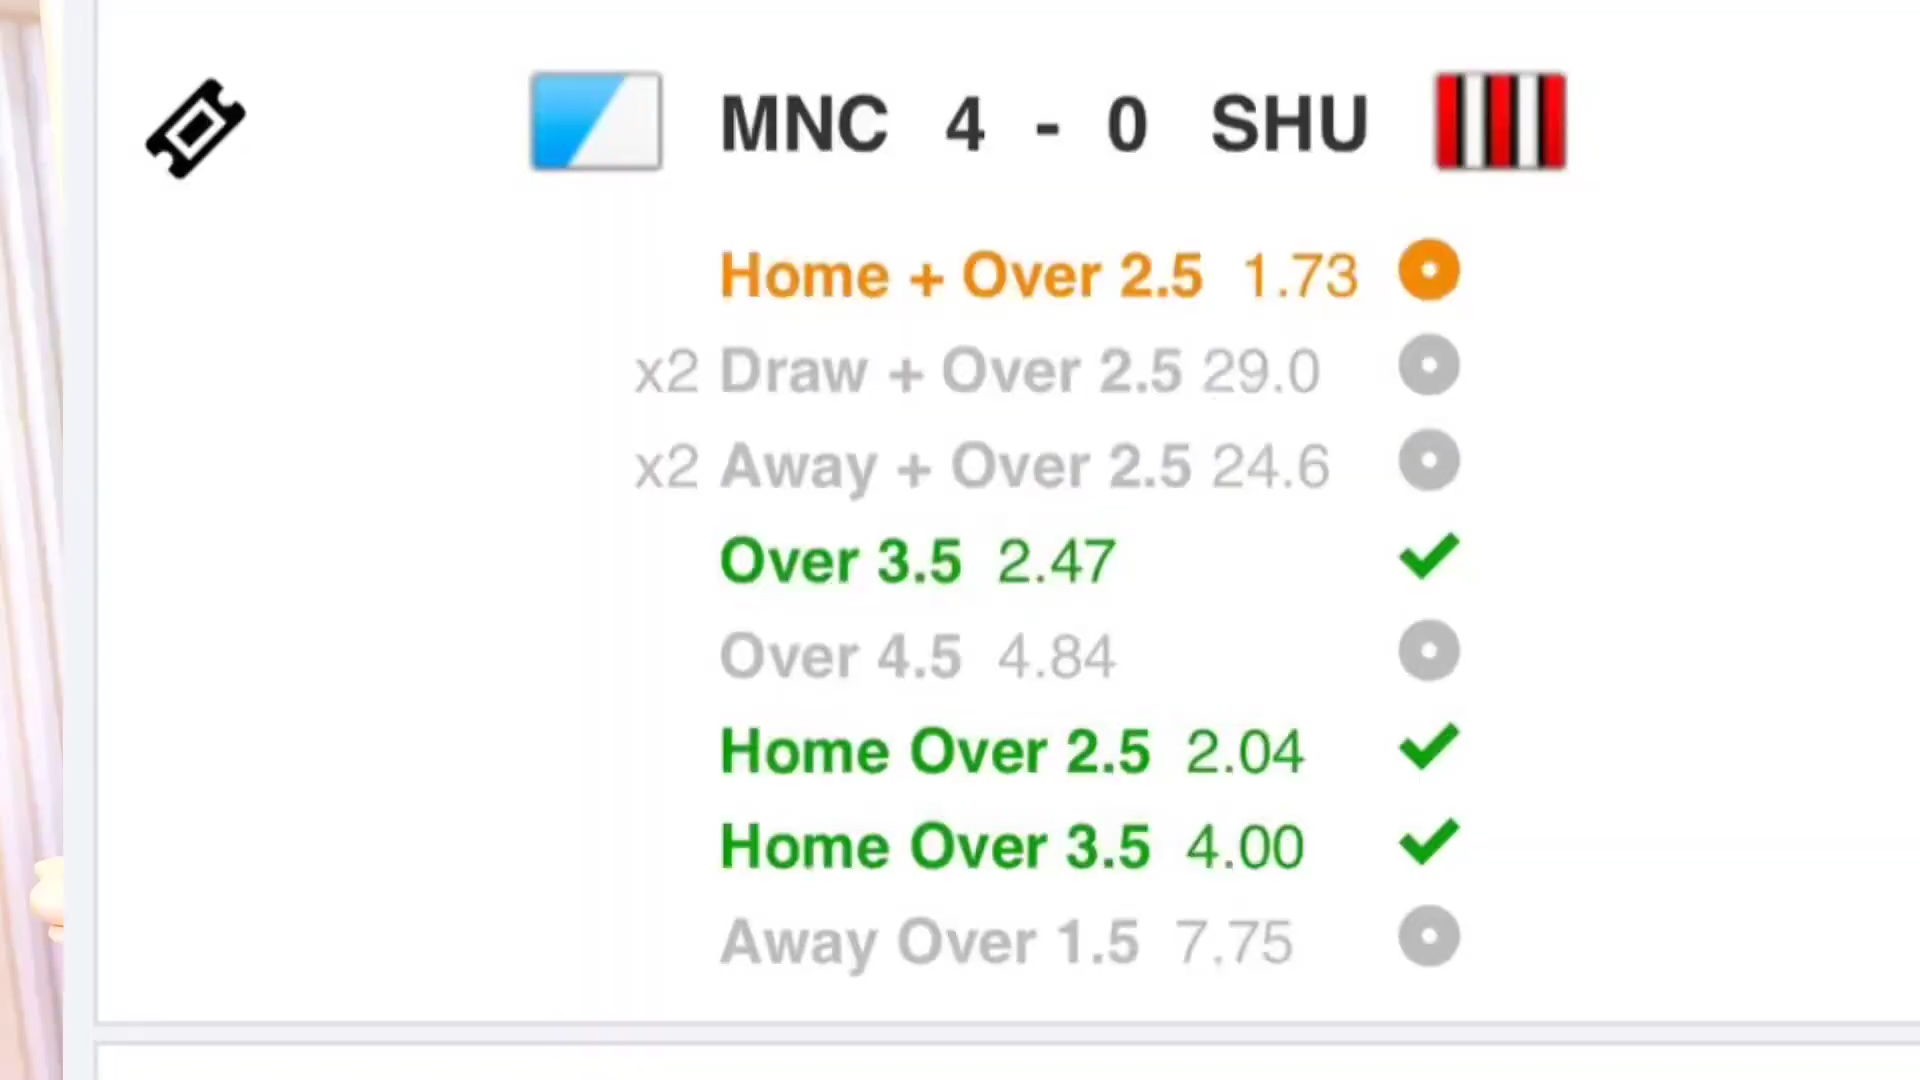 MNC 4 - 0 SHU
Home + Over 2.5 1.73
x2 Draw + Over 2.5 29.0
x2 Away + Over 2.5 24.6
Over 3.5 2.47
Over 4.5 4.84
Home Over 2.5 2.04
Home Over 3.5 4.00
Away Over 1.5 7.75